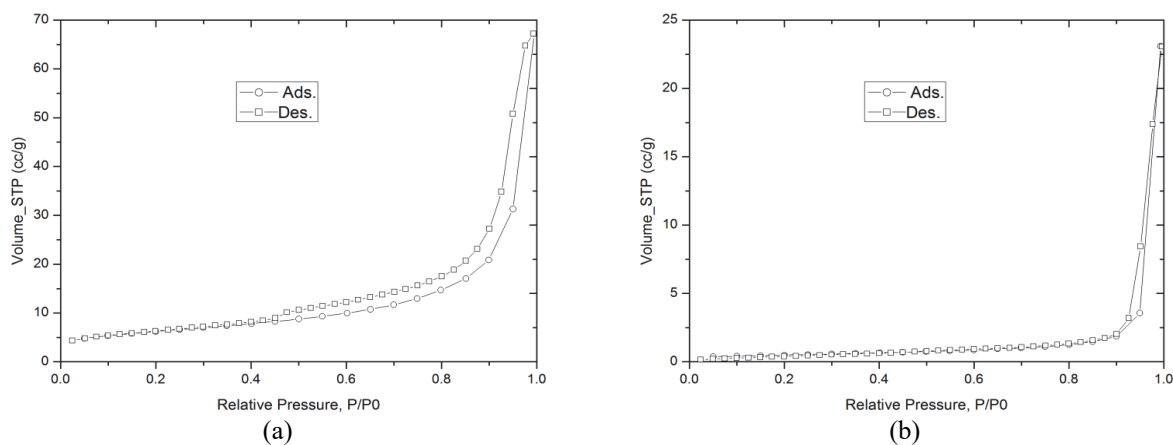 70
60
50
40
30
20
10
0
Volume_STP (cc/g)
Ads.
Des.
0.0 0.2 0.4 0.6 0.8 1.0
Relative Pressure, P/P0
(a)
25
20
15
10
5
0
Volume_STP (cc/g)
Ads.
Des.
0.0 0.2 0.4 0.6 0.8 1.0
Relative Pressure, P/P0
(b)